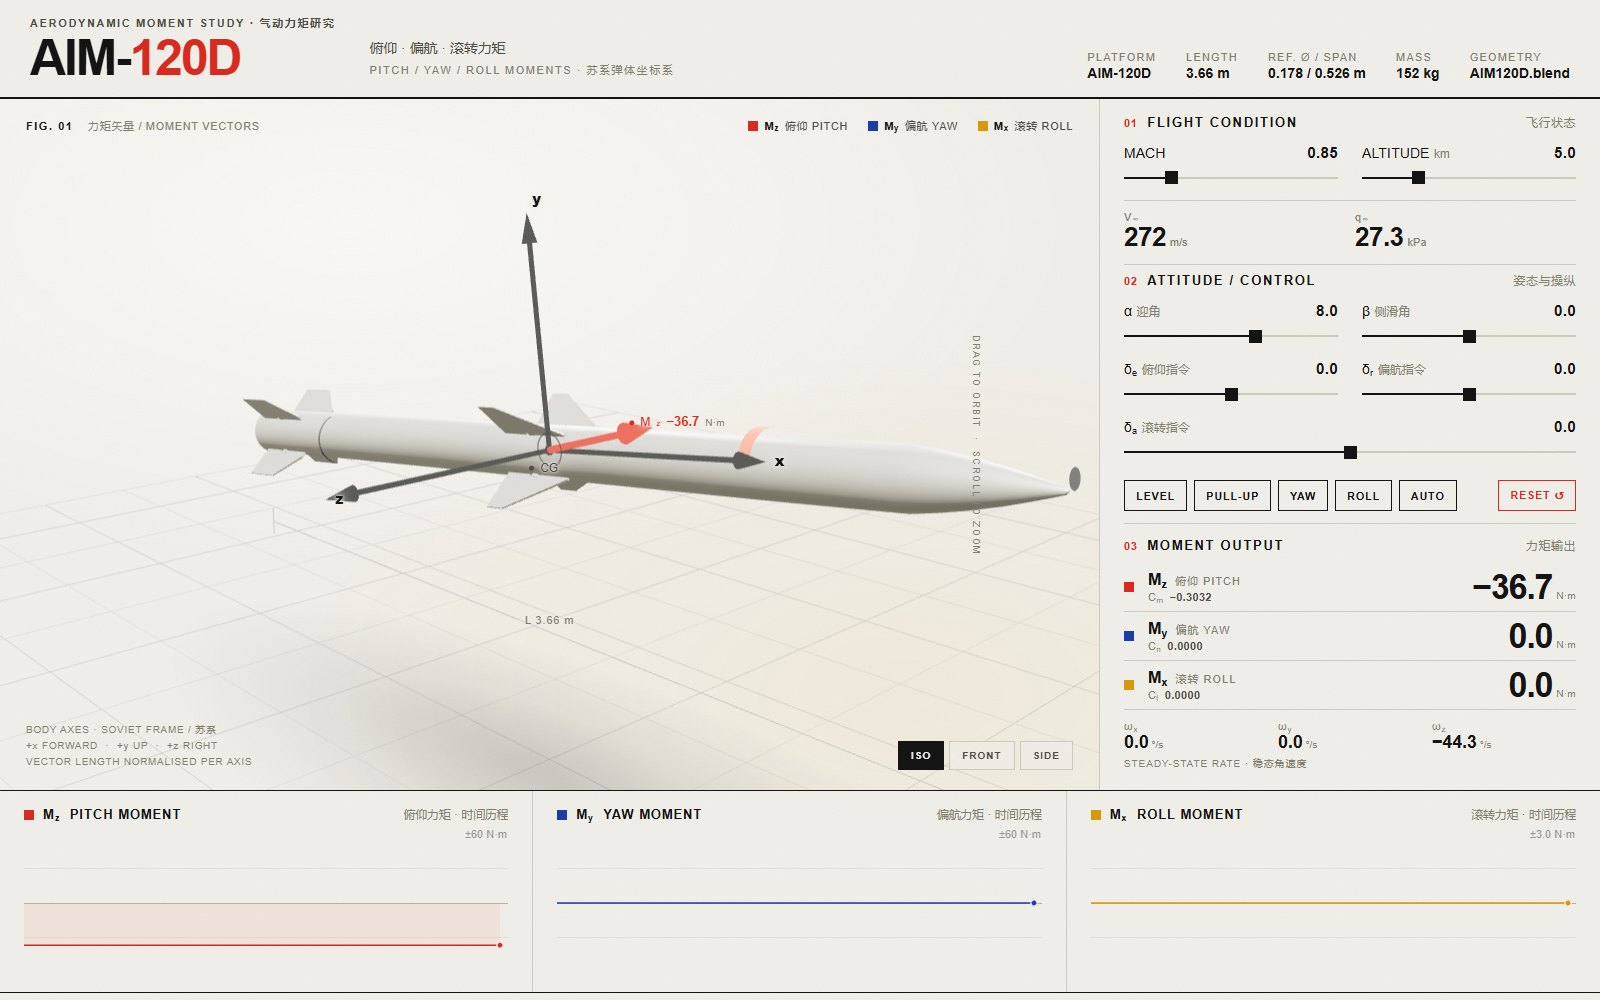 AERODYNAMIC MOMENT STUDY · 气动力矩研究
AIM-120D
俯仰 · 偏航 · 滚转力矩
PITCH / YAW / ROLL MOMENTS · 苏系弹体坐标系
PLATFORM
AIM-120D
LENGTH
3.66 m
REF. Ø / SPAN
0.178 / 0.526 m
MASS
152 kg
GEOMETRY
AIM120D.blend
FIG. 01 力矩矢量 / MOMENT VECTORS
Mz 俯仰 PITCH
My 偏航 YAW
Mx 滚转 ROLL
y
Mz −36.7 N·m
x
CG
z
DRAG TO ORBIT · SCROLL TO ZOOM
L 3.66 m
BODY AXES · SOVIET FRAME / 苏系
+x FORWARD · +y UP · +z RIGHT
VECTOR LENGTH NORMALISED PER AXIS
ISO
FRONT
SIDE
01 FLIGHT CONDITION 飞行状态
MACH 0.85
ALTITUDE km 5.0
V∞
272 m/s
q∞
27.3 kPa
02 ATTITUDE / CONTROL 姿态与操纵
α 迎角 8.0
β 侧滑角 0.0
δe 俯仰指令 0.0
δr 偏航指令 0.0
δa 滚转指令 0.0
LEVEL
PULL-UP
YAW
ROLL
AUTO
RESET ↺
03 MOMENT OUTPUT 力矩输出
Mz 俯仰 PITCH
Cm −0.3032
−36.7 N·m
My 偏航 YAW
Cn 0.0000
0.0 N·m
Mx 滚转 ROLL
Cl 0.0000
0.0 N·m
ωx
0.0 °/s
ωy
0.0 °/s
ωz
−44.3 °/s
STEADY-STATE RATE · 稳态角速度
Mz PITCH MOMENT 俯仰力矩 · 时间历程
±60 N·m
My YAW MOMENT 偏航力矩 · 时间历程
±60 N·m
Mx ROLL MOMENT 滚转力矩 · 时间历程
±3.0 N·m